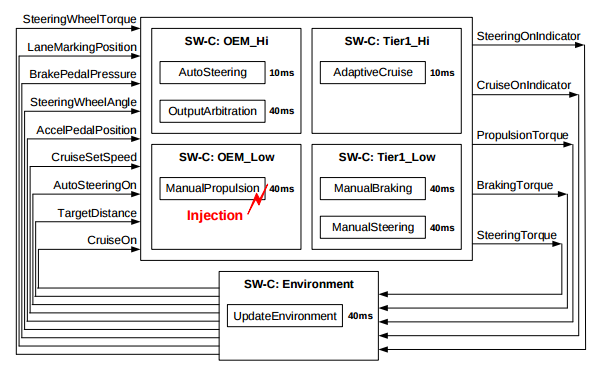 SteeringWheelTorque
LaneMarkingPosition
BrakePedalPressure
SteeringWheelAngle
AccelPedalPosition
CruiseSetSpeed
AutoSteeringOn
TargetDistance
CruiseOn
SW-C: OEM_Hi
AutoSteering 10ms
OutputArbitration 40ms
SW-C: Tier1_Hi
AdaptiveCruise 10ms
SW-C: OEM_Low
ManualPropulsion 40ms
Injection
SW-C: Tier1_Low
ManualBraking 40ms
ManualSteering 40ms
SteeringOnIndicator
CruiseOnIndicator
PropulsionTorque
BrakingTorque
SteeringTorque
SW-C: Environment
UpdateEnvironment 40ms